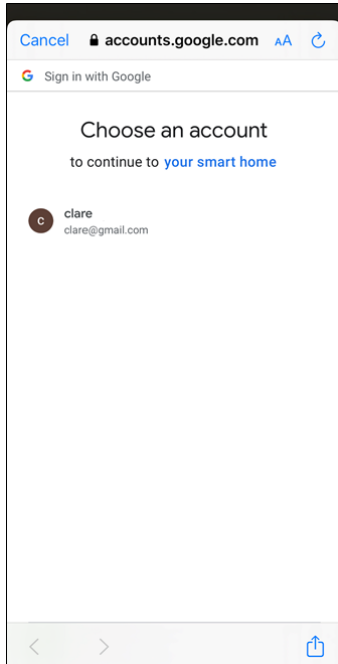 Cancel accounts.google.com AA
G Sign in with Google
Choose an account
to continue to your smart home
C clare
clare@gmail.com